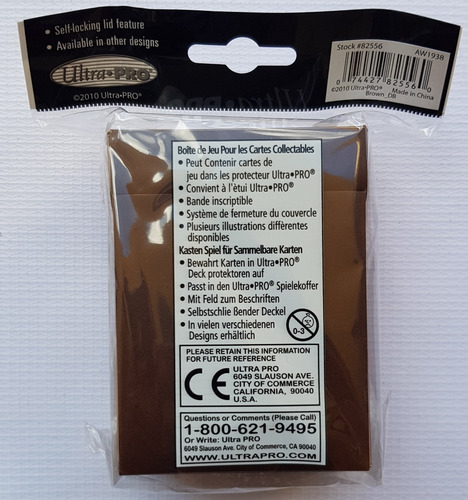 • Self-locking lid feature
• Available in other designs
Ultra•PRO
©2010 Ultra•PRO®
Stock #82556
AW1938
0 74427 82556 0
©2010 Ultra•PRO® Made in China
Brown_DB
Boîte de Jeu Pour les Cartes Collectables
• Peut Contenir cartes de
jeu dans les protecteur Ultra•PRO®
• Convient à l'ètui Ultra•PRO®
• Bande inscriptible
• Système de fermeture du couvercle
• Plusieurs illustrations diffèrentes
disponibles
Kasten Spiel für Sammelbare Karten
• Bewahrt Karten in Ultra•PRO®
Deck protektoren auf
• Passt in den Ultra•PRO® Spielekoffer
• Mit Feld zum Beschriften
• Selbstschlie Bender Deckel
• In vielen verschiedenen
Designs erhältlich
0-3
PLEASE RETAIN THIS INFORMATION
FOR FUTURE REFERENCE
CE
ULTRA PRO
6049 SLAUSON AVE.
CITY OF COMMERCE
CALIFORNIA, 90040
U.S.A.
Questions or Comments (Please Call)
1-800-621-9495
Or Write: Ultra PRO
6049 Slauson Ave. City of Commerce, CA 90040
WWW.ULTRAPRO.COM